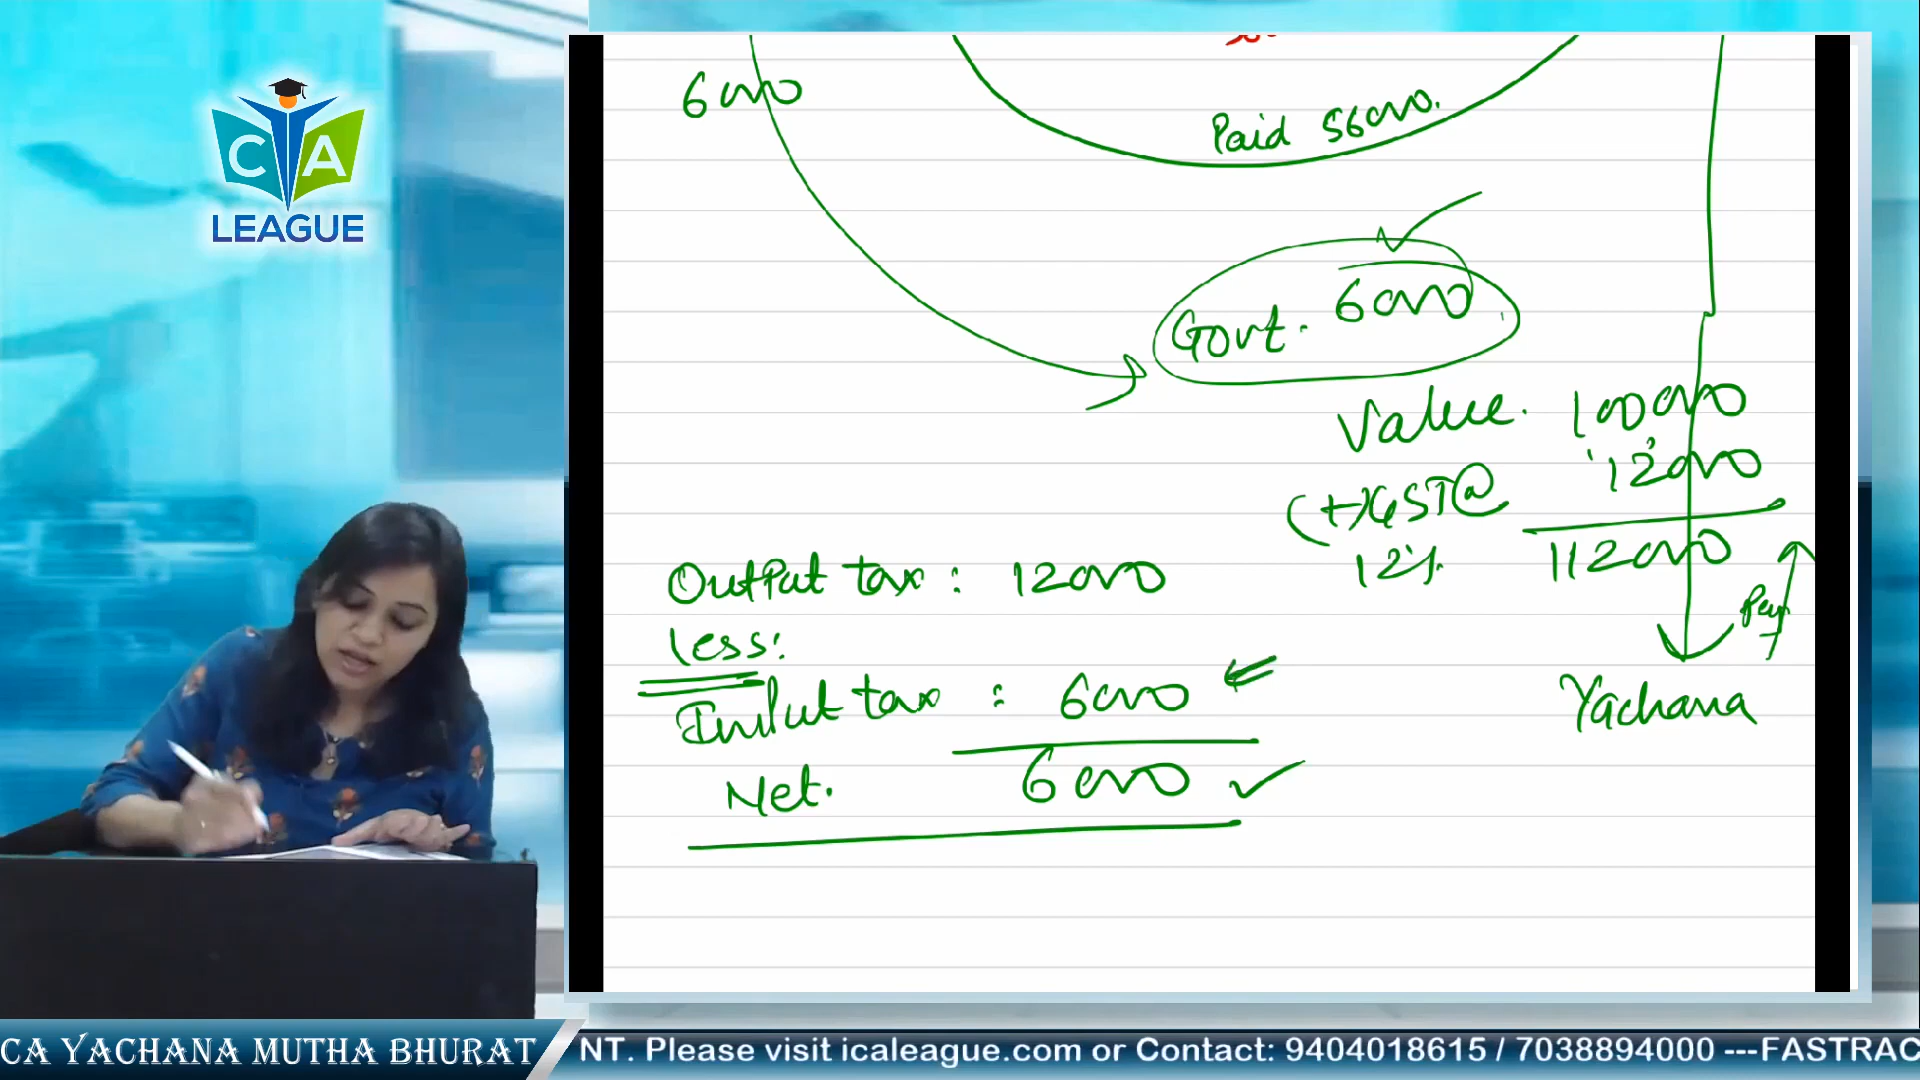 CA
LEAGUE
6000
Paid 56000.
Govt. 6000
Value. 100000
(+) GST@ 12000
12%
112000
Pay
Yachana
Output tax : 12000
less:
Input tax : 6000
Net. 6000
CA YACHANA MUTHA BHURAT
NT. Please visit icaleague.com or Contact: 9404018615 / 7038894000 ---FASTRAC